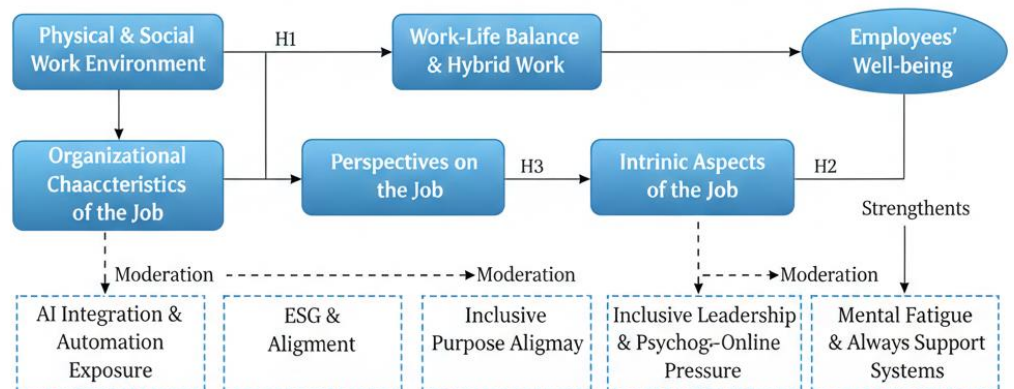 Physical & Social
Work Environment
H1
Work-Life Balance
& Hybrid Work
Employees'
Well-being
Organizational
Chaaccteristics
of the Job
Perspectives on
the Job
H3
Intrinic Aspects
of the Job
H2
Strengthents
Moderation
Moderation
Moderation
AI Integration &
Automation
Exposure
ESG &
Aligment
Inclusive
Purpose Aligmay
Inclusive Leadership
& Psychog-Online
Pressure
Mental Fatigue
& Always Support
Systems